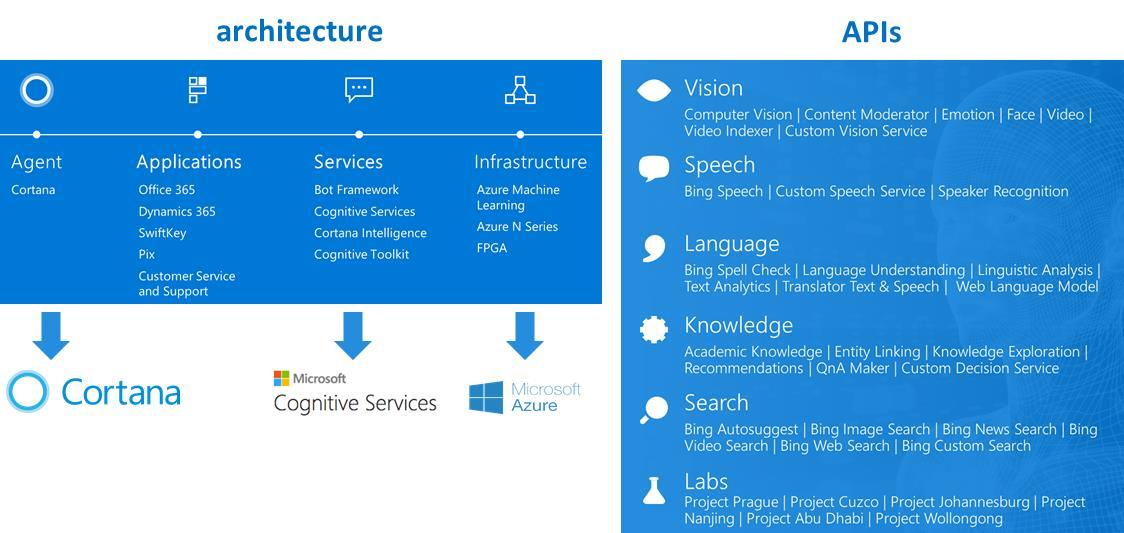 architecture
Agent
Cortana
Applications
Office 365
Dynamics 365
SwiftKey
Pix
Customer Service
and Support
Services
Bot Framework
Cognitive Services
Cortana Intelligence
Cognitive Toolkit
Infrastructure
Azure Machine
Learning
Azure N Series
FPGA
Cortana
Microsoft
Cognitive Services
Microsoft
Azure
APIs
Vision
Computer Vision | Content Moderator | Emotion | Face | Video |
Video Indexer | Custom Vision Service
Speech
Bing Speech | Custom Speech Service | Speaker Recognition
Language
Bing Spell Check | Language Understanding | Linguistic Analysis |
Text Analytics | Translator Text & Speech | Web Language Model
Knowledge
Academic Knowledge | Entity Linking | Knowledge Exploration |
Recommendations | QnA Maker | Custom Decision Service
Search
Bing Autosuggest | Bing Image Search | Bing News Search | Bing
Video Search | Bing Web Search | Bing Custom Search
Labs
Project Prague | Project Cuzco | Project Johannesburg | Project
Nanjing | Project Abu Dhabi | Project Wollongong